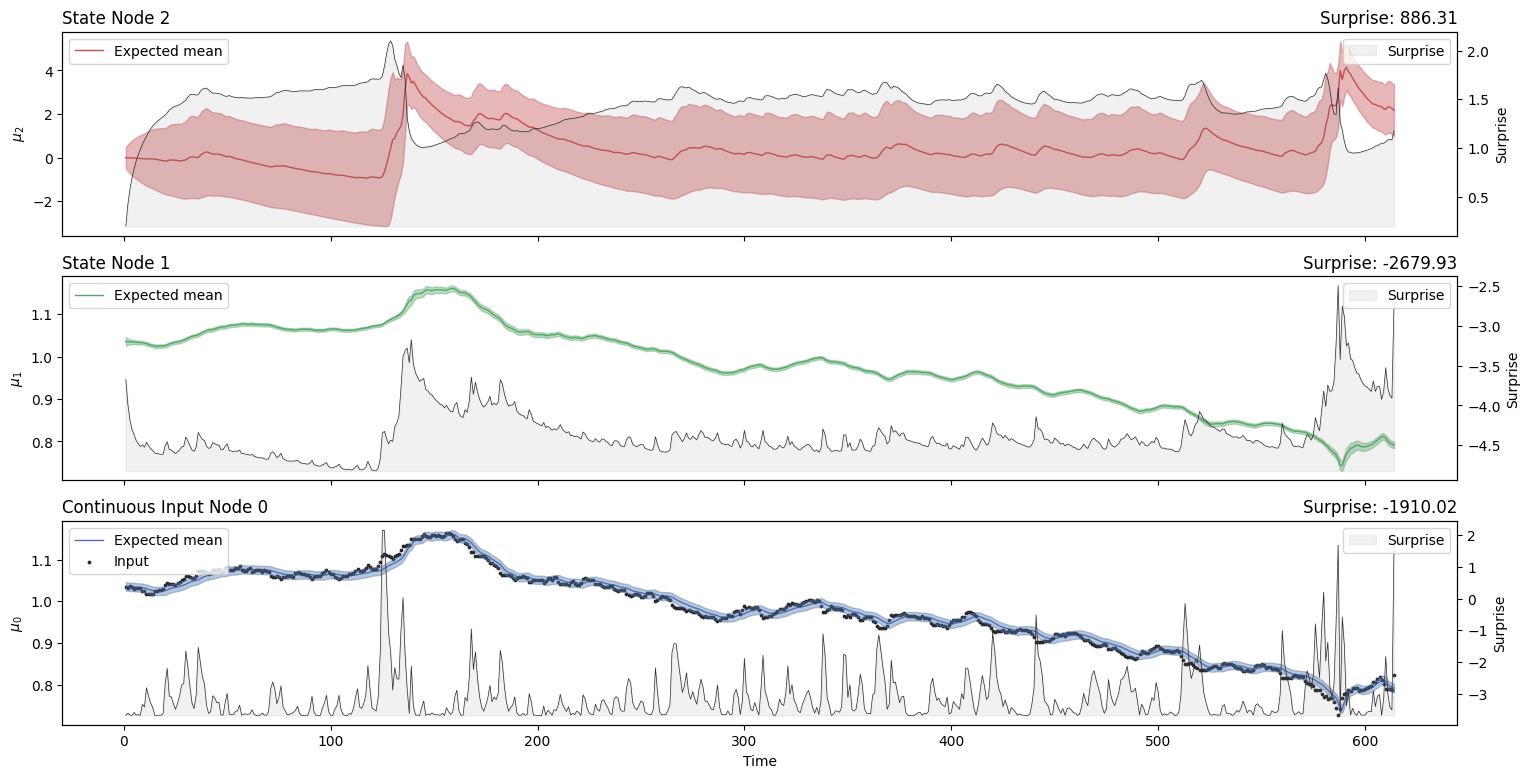 State Node 2
Surprise: 886.31
Expected mean
Surprise
4
2
0
−2
μ2
2.0
1.5
1.0
0.5
Surprise
State Node 1
Surprise: -2679.93
Expected mean
Surprise
1.1
1.0
0.9
0.8
μ1
−2.5
−3.0
−3.5
−4.0
−4.5
Surprise
Continuous Input Node 0
Surprise: -1910.02
Expected mean
Input
Surprise
1.1
1.0
0.9
0.8
μ0
2
1
0
−1
−2
−3
Surprise
0 100 200 300 400 500 600
Time